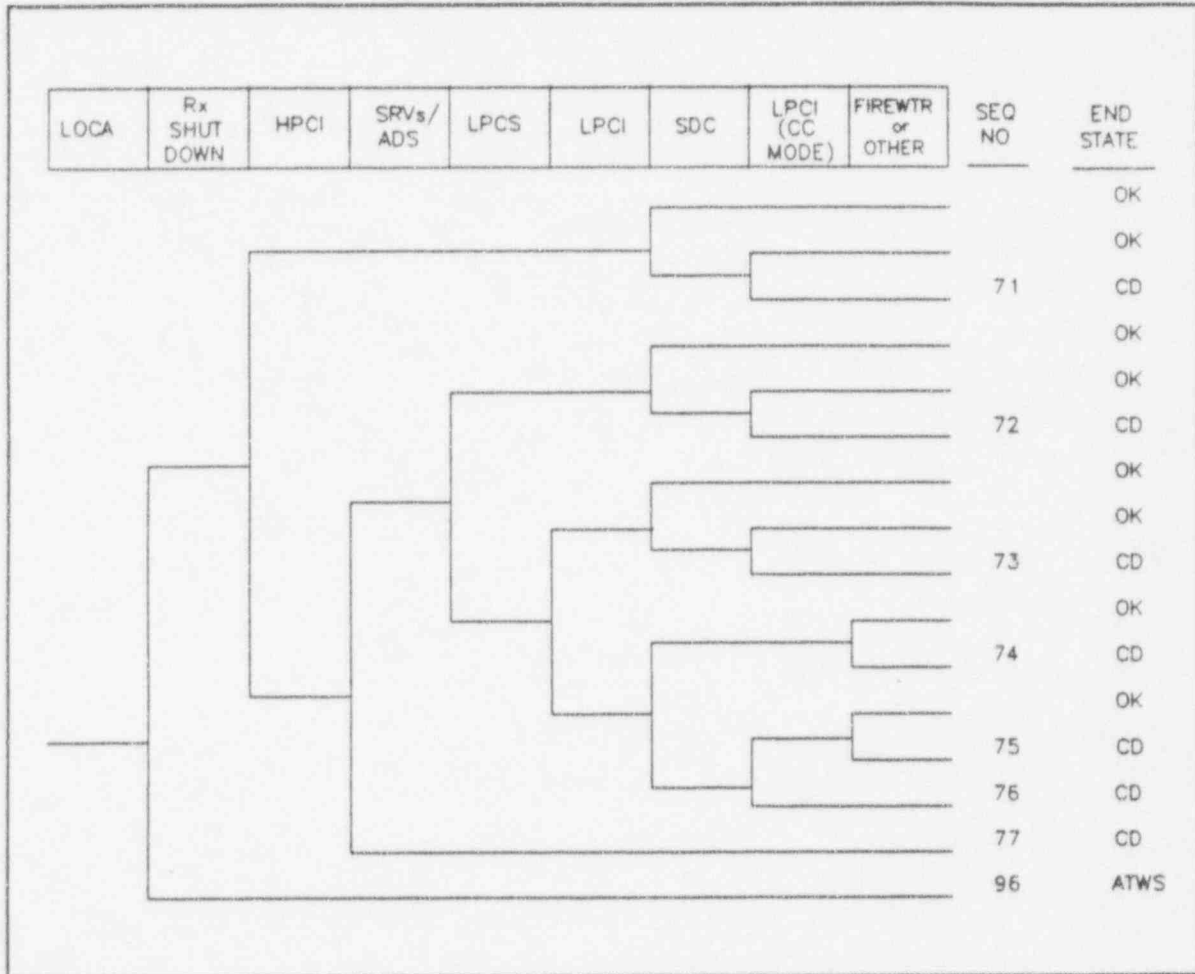 LOCA
Rx
SHUT
DOWN
HPCI
SRVs/
ADS
LPCS
LPCI
SDC
LPCI
(CC
MODE)
FIREWTR
or
OTHER
SEQ
NO
END
STATE
OK
OK
71 CD
OK
OK
72 CD
OK
OK
73 CD
OK
74 CD
OK
75 CD
76 CD
77 CD
96 ATWS